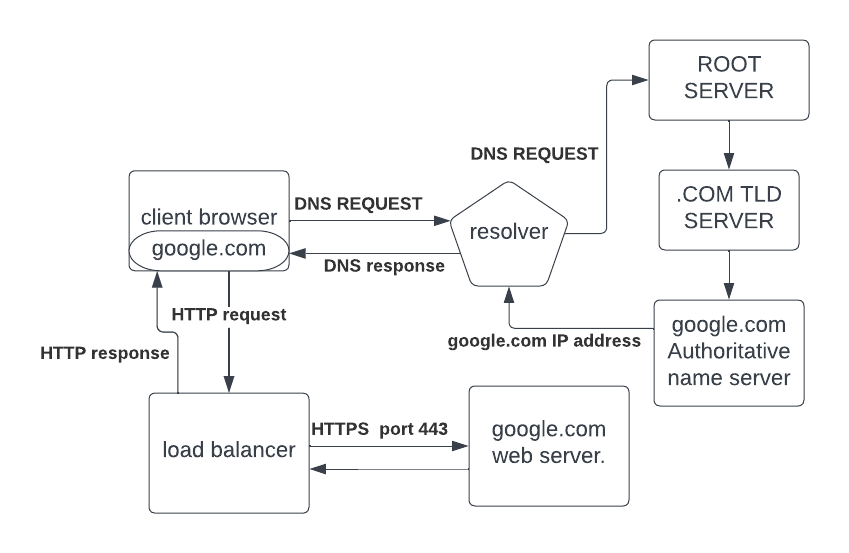 ROOT
SERVER
DNS REQUEST
.COM TLD
SERVER
client browser
google.com
DNS REQUEST
resolver
DNS response
HTTP request
google.com IP address
google.com
Authoritative
name server
HTTP response
load balancer
HTTPS  port 443
google.com
web server.